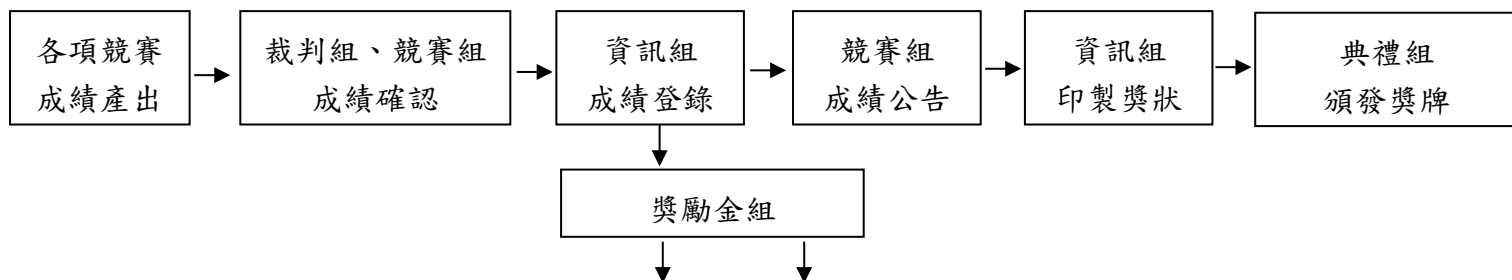 各項競賽
成績產出
裁判組、競賽組
成績確認
資訊組
成績登錄
競賽組
成績公告
資訊組
印製獎狀
典禮組
頒發獎牌
獎勵金組